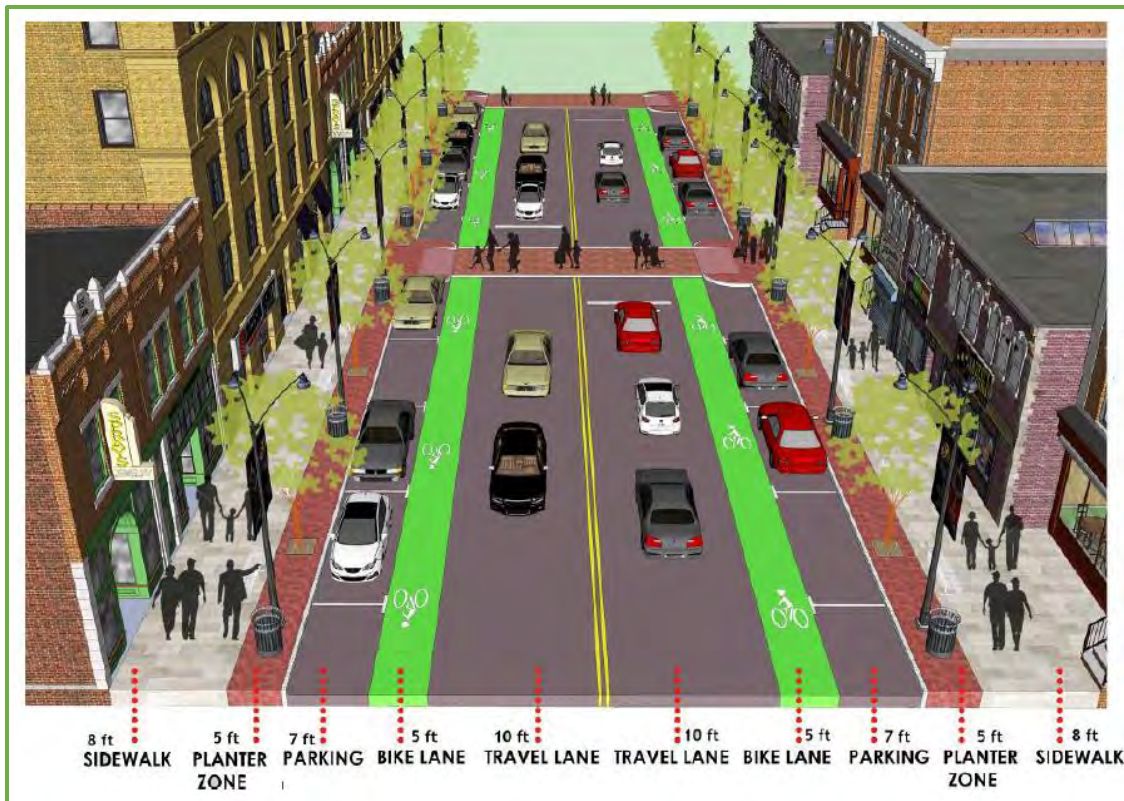 8 ft
SIDEWALK
5 ft
PLANTER
ZONE
7 ft
PARKING
5 ft
BIKE LANE
10 ft
TRAVEL LANE
10 ft
TRAVEL LANE
5 ft
BIKE LANE
7 ft
PARKING
5 ft
PLANTER
ZONE
8 ft
SIDEWALK